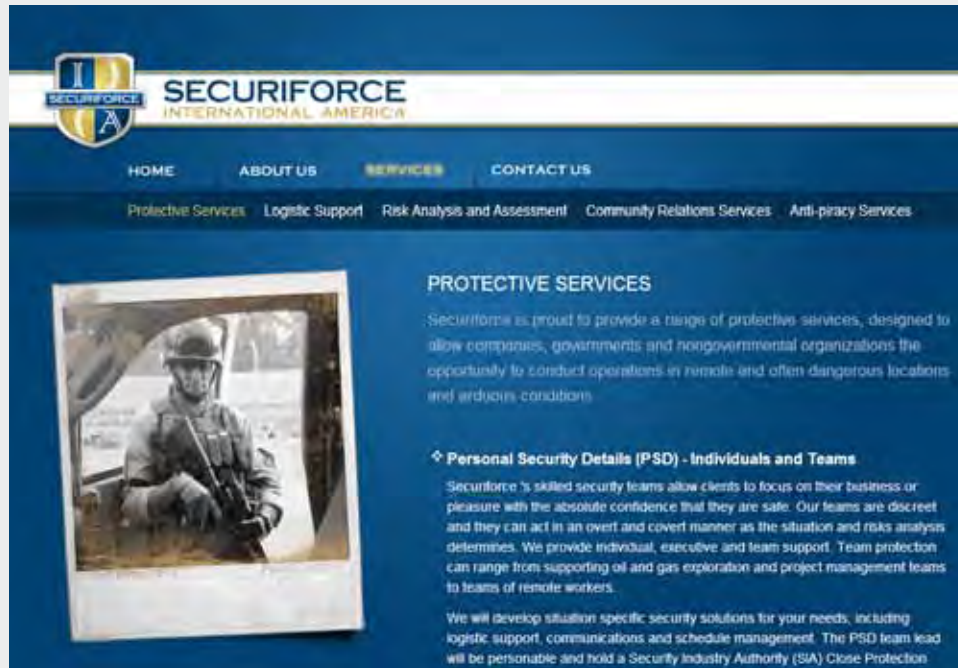 I
SECURIFORCE
A
SECURIFORCE
INTERNATIONAL AMERICA
HOME ABOUT US SERVICES CONTACT US
Protective Services Logistic Support Risk Analysis and Assessment Community Relations Services Anti-piracy Services
PROTECTIVE SERVICES
Securiforce is proud to provide a range of protective services, designed to
allow companies, governments and nongovernmental organizations the
opportunity to conduct operations in remote and often dangerous locations
and arduous conditions
Personal Security Details (PSD) - Individuals and Teams
Securiforce 's skilled security teams allow clients to focus on their business or
pleasure with the absolute confidence that they are safe. Our teams are discreet
and they can act in an overt and covert manner as the situation and risks analysis
determines. We provide individual, executive and team support. Team protection
can range from supporting oil and gas exploration and project management teams
to teams of remote workers.
We will develop situation specific security solutions for your needs, including
logistic support, communications and schedule management. The PSD team lead
will be personable and hold a Security Industry Authority (SIA) Close Protection